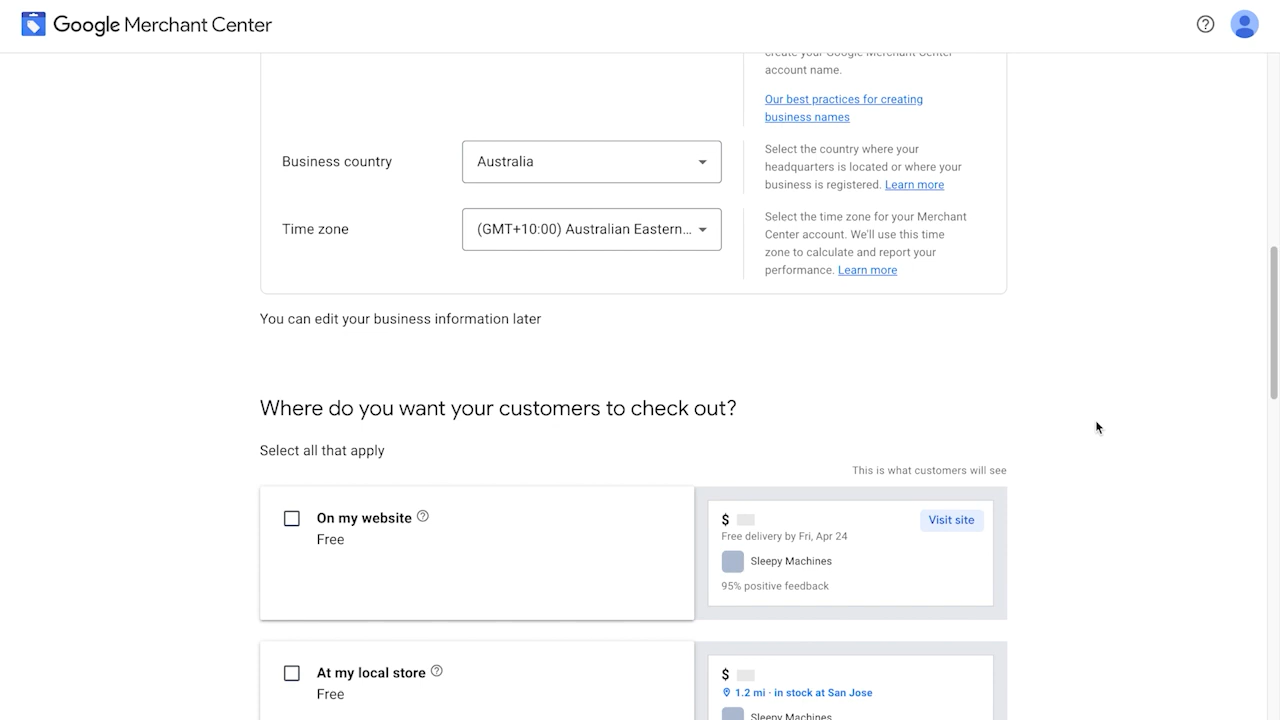 Google Merchant Center
create your Google Merchant Center
account name.
Our best practices for creating
business names
Business country
Australia
Select the country where your
headquarters is located or where your
business is registered. Learn more
Time zone
(GMT+10:00) Australian Eastern...
Select the time zone for your Merchant
Center account. We'll use this time
zone to calculate and report your
performance. Learn more
You can edit your business information later
Where do you want your customers to check out?
Select all that apply
This is what customers will see
On my website
Free
$
Visit site
Free delivery by Fri, Apr 24
Sleepy Machines
95% positive feedback
At my local store
Free
$
1.2 mi · in stock at San Jose
Sleepy Machines